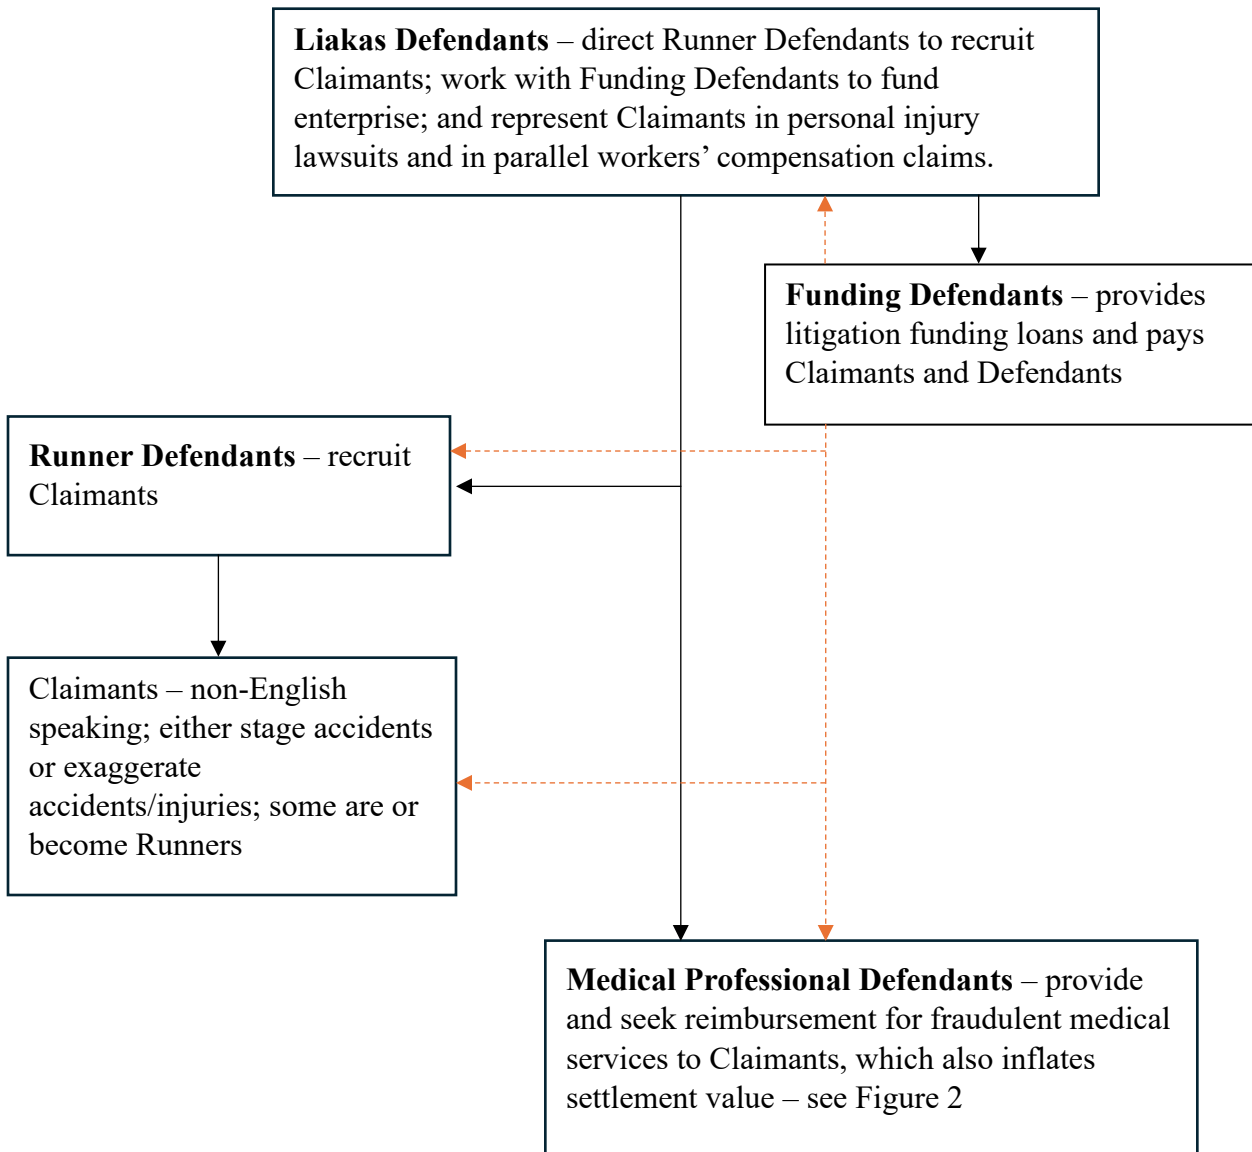 Liakas Defendants – direct Runner Defendants to recruit
Claimants; work with Funding Defendants to fund
enterprise; and represent Claimants in personal injury
lawsuits and in parallel workers’ compensation claims.
Funding Defendants – provides
litigation funding loans and pays
Claimants and Defendants
Runner Defendants – recruit
Claimants
Claimants – non-English
speaking; either stage accidents
or exaggerate
accidents/injuries; some are or
become Runners
Medical Professional Defendants – provide
and seek reimbursement for fraudulent medical
services to Claimants, which also inflates
settlement value – see Figure 2